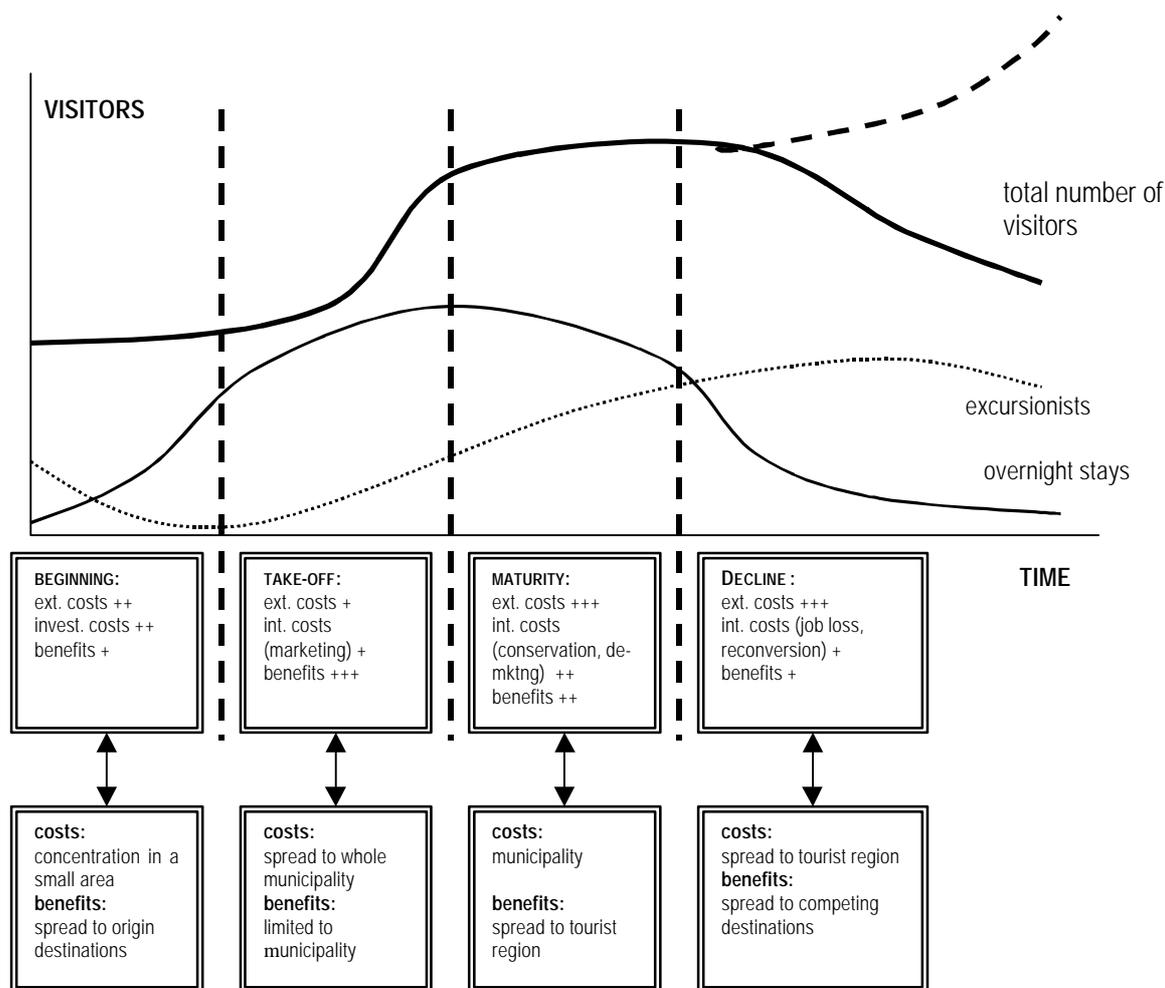 VISITORS
total number of
visitors
excursionists
overnight stays
TIME
BEGINNING:
ext. costs ++
invest. costs ++
benefits +
TAKE-OFF:
ext. costs +
int. costs
(marketing) +
benefits +++
MATURITY:
ext. costs +++
int. costs
(conservation, de-
mktng) ++
benefits ++
DECLINE :
ext. costs +++
int. costs (job loss,
reconversion) +
benefits +
costs:
concentration in a
small area
benefits:
spread to origin
destinations
costs:
spread to whole
municipality
benefits:
limited to
municipality
costs:
municipality
benefits:
spread to tourist
region
costs:
spread to tourist region
benefits:
spread to competing
destinations